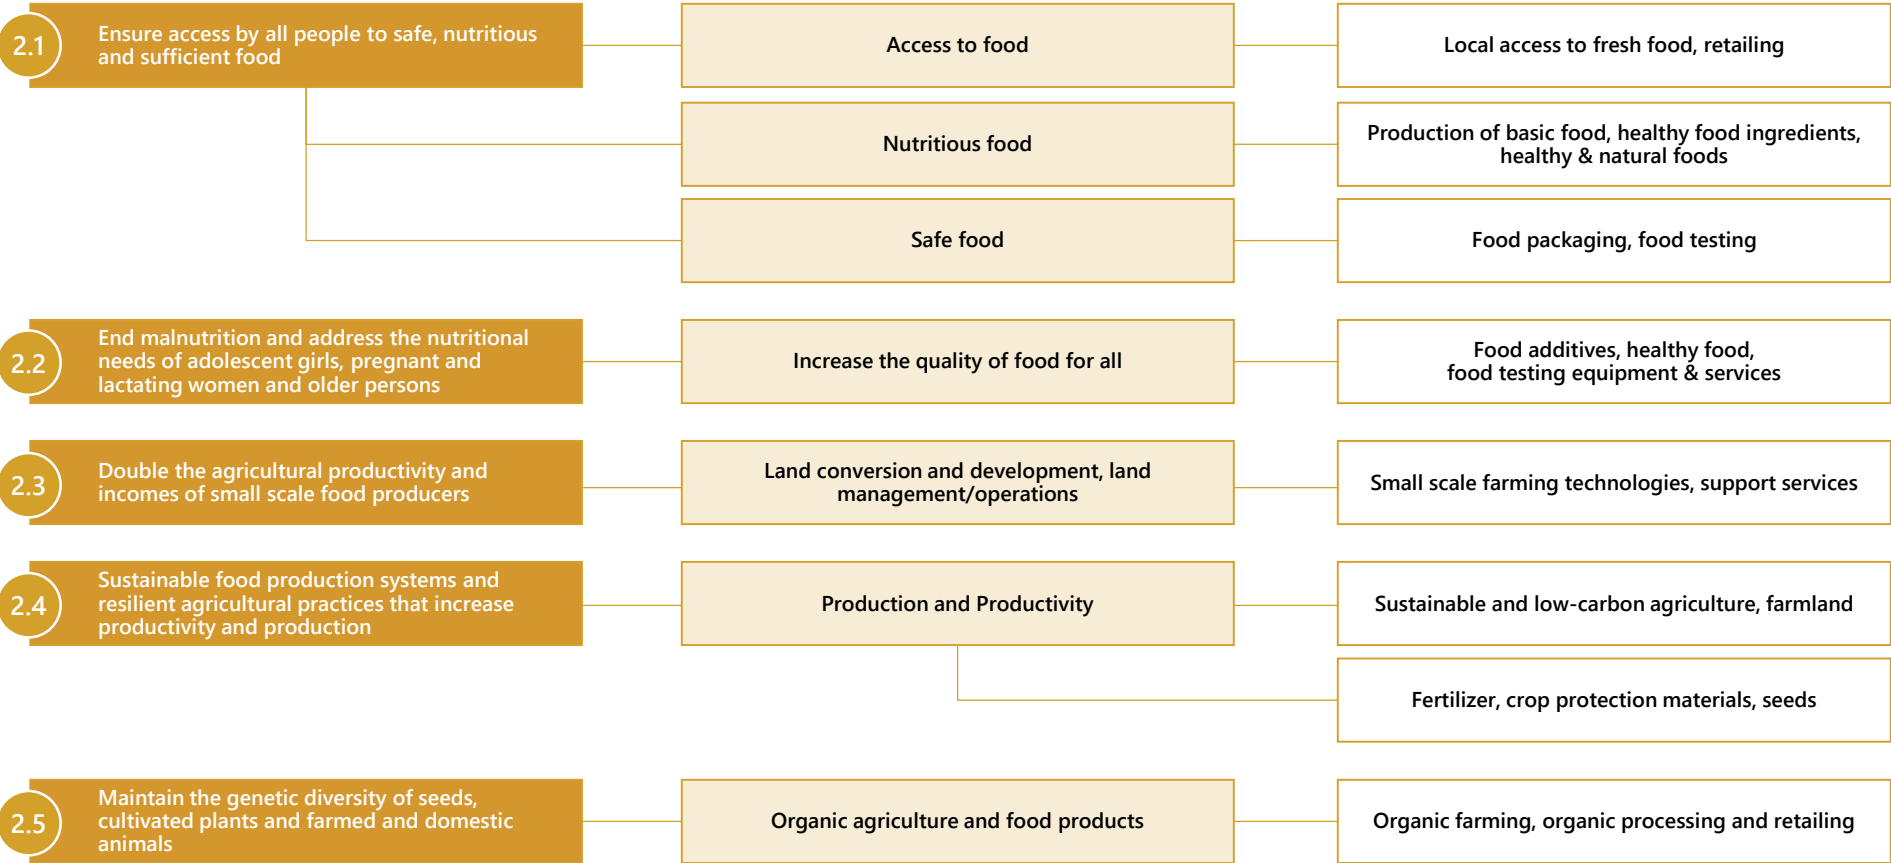 2.1
Ensure access by all people to safe, nutritious
and sufficient food
Access to food
Local access to fresh food, retailing
Nutritious food
Production of basic food, healthy food ingredients,
healthy & natural foods
Safe food
Food packaging, food testing
2.2
End malnutrition and address the nutritional
needs of adolescent girls, pregnant and
lactating women and older persons
Increase the quality of food for all
Food additives, healthy food,
food testing equipment & services
2.3
Double the agricultural productivity and
incomes of small scale food producers
Land conversion and development, land
management/operations
Small scale farming technologies, support services
2.4
Sustainable food production systems and
resilient agricultural practices that increase
productivity and production
Production and Productivity
Sustainable and low-carbon agriculture, farmland
Fertilizer, crop protection materials, seeds
2.5
Maintain the genetic diversity of seeds,
cultivated plants and farmed and domestic
animals
Organic agriculture and food products
Organic farming, organic processing and retailing